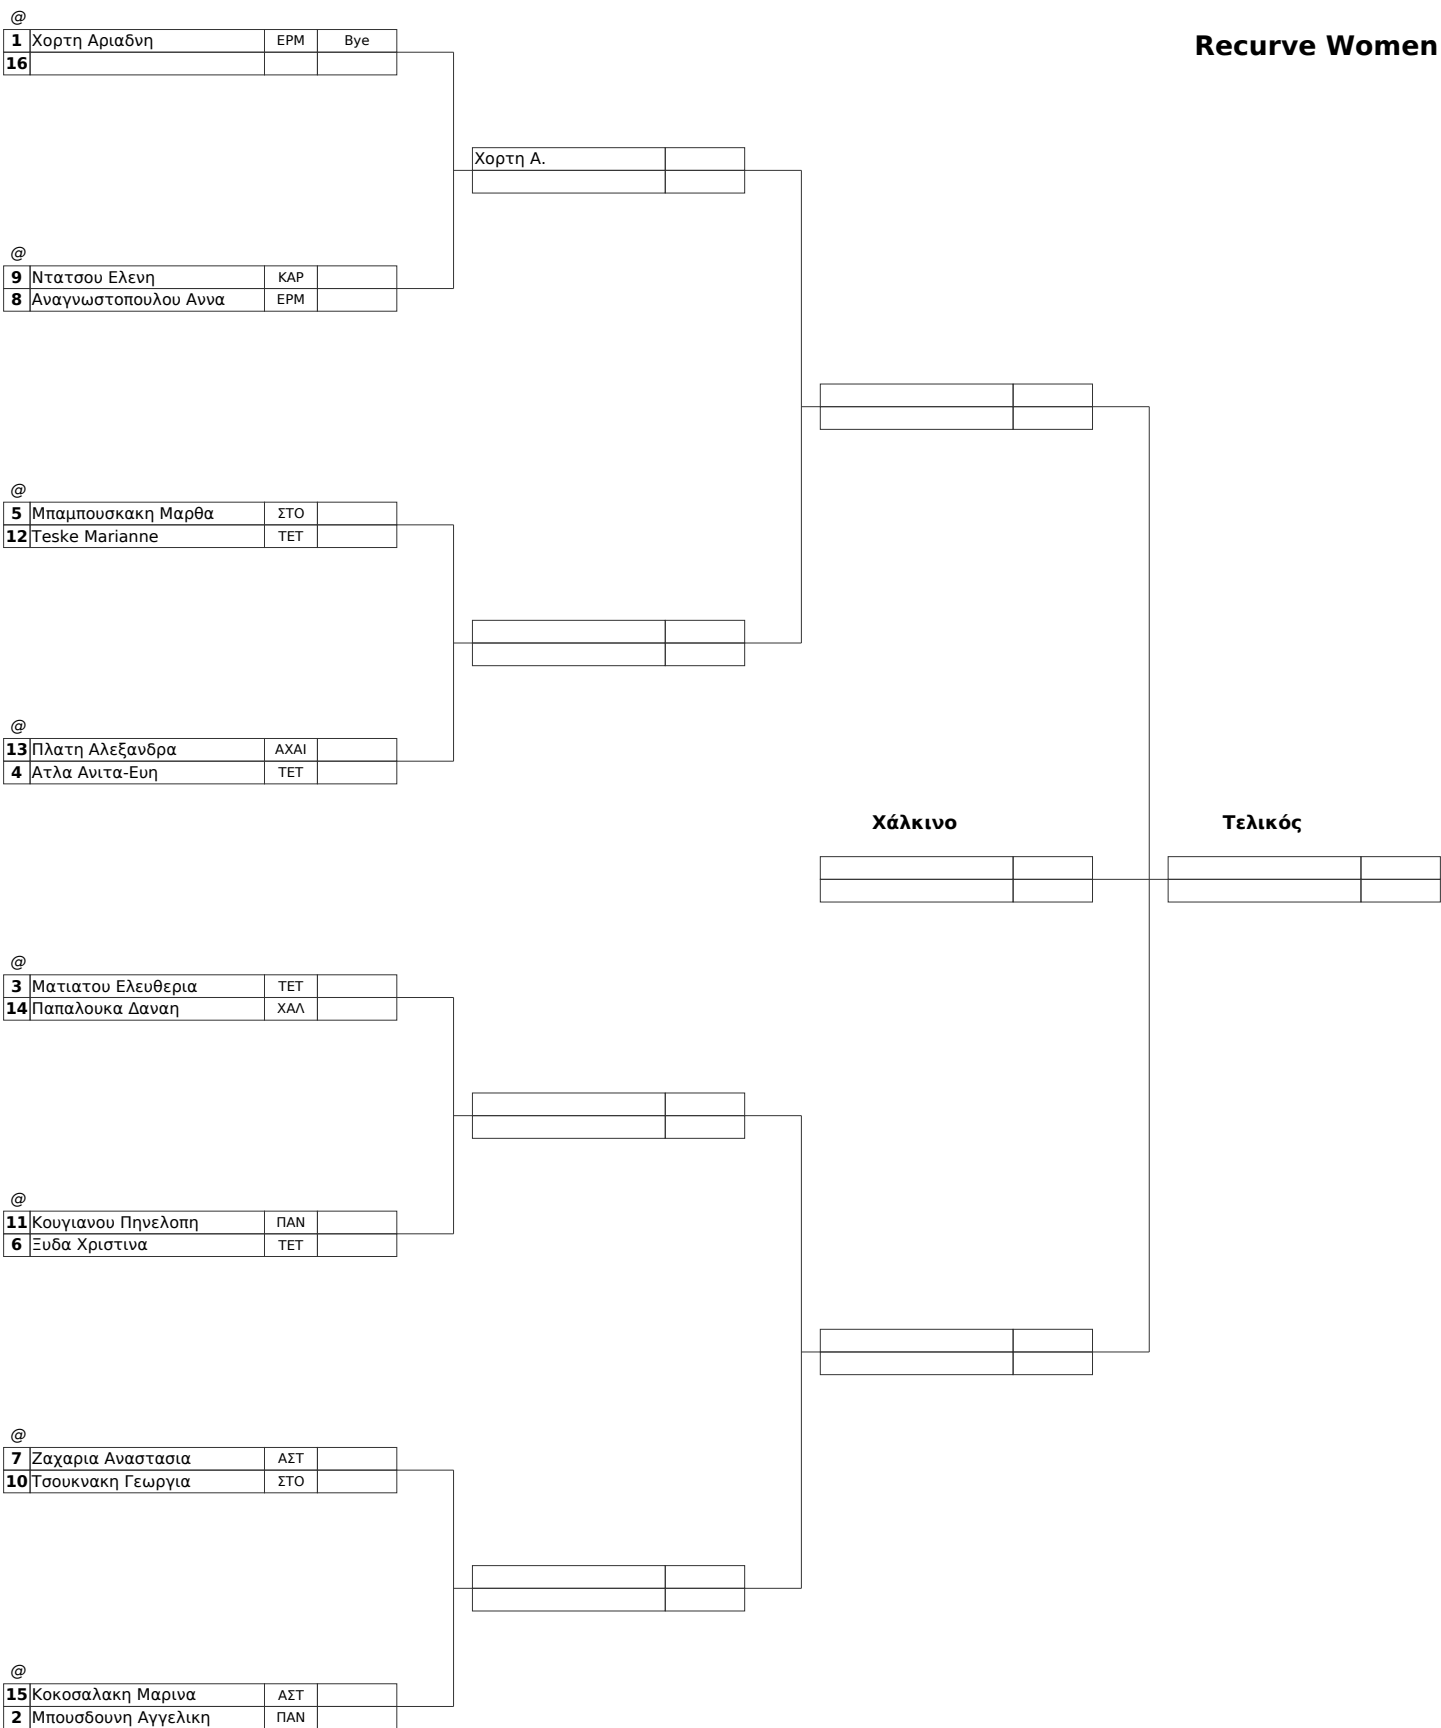 @
Recurve Women
1 Χορτη Αριαδνη ΕΡΜ Bye
16
Χορτη Α.
@
9 Ντατσου Ελενη ΚΑΡ
8 Αναγνωστοπουλου Αννα ΕΡΜ
@
5 Μπαμπουσκακη Μαρθα ΣΤΟ
12 Teske Marianne ΤΕΤ
@
13 Πλατη Αλεξανδρα ΑΧΑΙ
4 Ατλα Ανιτα-Ευη ΤΕΤ
Χάλκινο Τελικός
@
3 Ματιατου Ελευθερια ΤΕΤ
14 Παπαλουκα Δαναη ΧΑΛ
@
11 Κουγιανου Πηνελοπη ΠΑΝ
6 Ξυδα Χριστινα ΤΕΤ
@
7 Ζαχαρια Αναστασια ΑΣΤ
10 Τσουκνακη Γεωργια ΣΤΟ
@
15 Κοκοσαλακη Μαρινα ΑΣΤ
2 Μπουσδουνη Αγγελικη ΠΑΝ